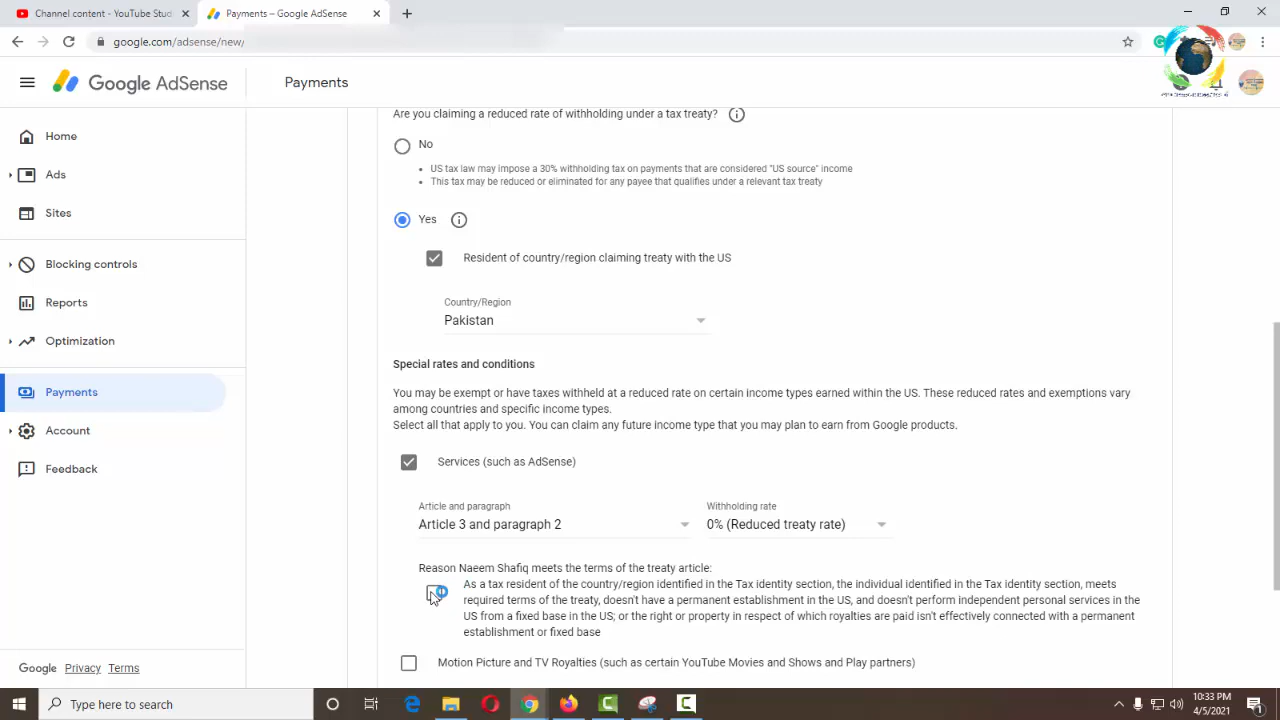 Channel content - YouTube Stud
Payments – Google AdSense
google.com/adsense/new/
Google AdSense
Payments
Home
Ads
Sites
Blocking controls
Reports
Optimization
Payments
Account
Feedback
Google Privacy Terms
Are you claiming a reduced rate of withholding under a tax treaty?
No
US tax law may impose a 30% withholding tax on payments that are considered "US source" income
This tax may be reduced or eliminated for any payee that qualifies under a relevant tax treaty
Yes
Resident of country/region claiming treaty with the US
Country/Region
Pakistan
Special rates and conditions
You may be exempt or have taxes withheld at a reduced rate on certain income types earned within the US. These reduced rates and exemptions vary
among countries and specific income types.
Select all that apply to you. You can claim any future income type that you may plan to earn from Google products.
Services (such as AdSense)
Article and paragraph
Article 3 and paragraph 2
Withholding rate
0% (Reduced treaty rate)
Reason Naeem Shafiq meets the terms of the treaty article:
As a tax resident of the country/region identified in the Tax identity section, the individual identified in the Tax identity section, meets
required terms of the treaty, doesn't have a permanent establishment in the US, and doesn't perform independent personal services in the
US from a fixed base in the US; or the right or property in respect of which royalties are paid isn't effectively connected with a permanent
establishment or fixed base
Motion Picture and TV Royalties (such as certain YouTube Movies and Shows and Play partners)
Type here to search
10:33 PM
4/5/2021